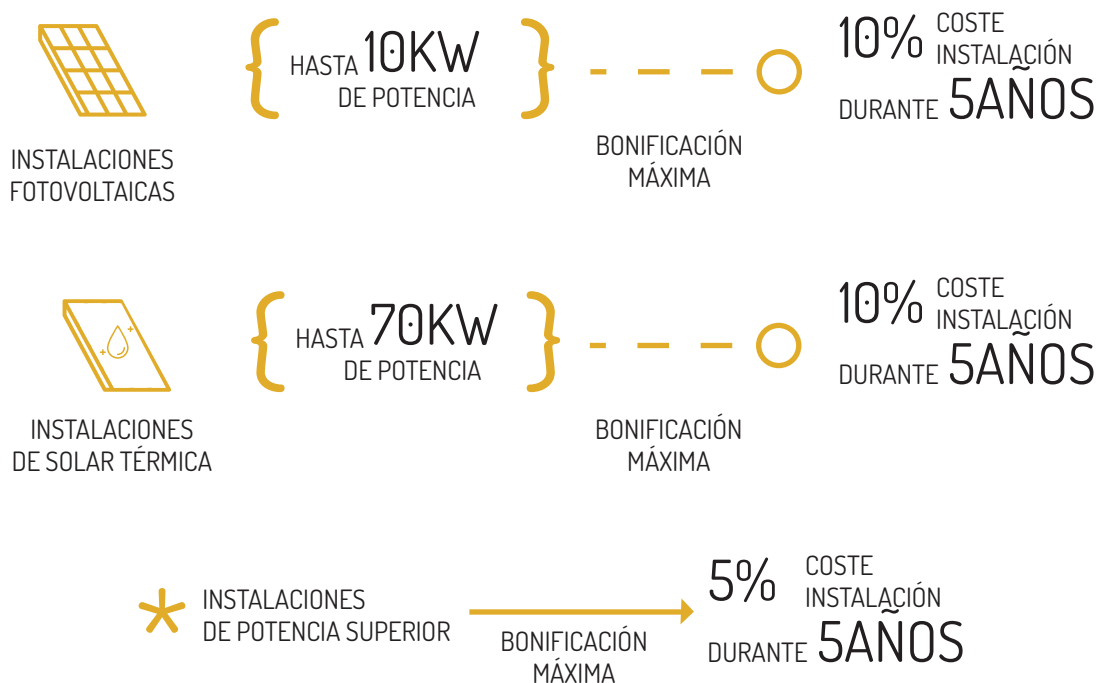 INSTALACIONES
FOTOVOLTAICAS
HASTA 10KW
DE POTENCIA
BONIFICACIÓN
MÁXIMA
10% COSTE
INSTALACIÓN
DURANTE 5AÑOS
INSTALACIONES
DE SOLAR TÉRMICA
HASTA 70KW
DE POTENCIA
BONIFICACIÓN
MÁXIMA
10% COSTE
INSTALACIÓN
DURANTE 5AÑOS
* INSTALACIONES
DE POTENCIA SUPERIOR
BONIFICACIÓN
MÁXIMA
5% COSTE
INSTALACIÓN
DURANTE 5AÑOS